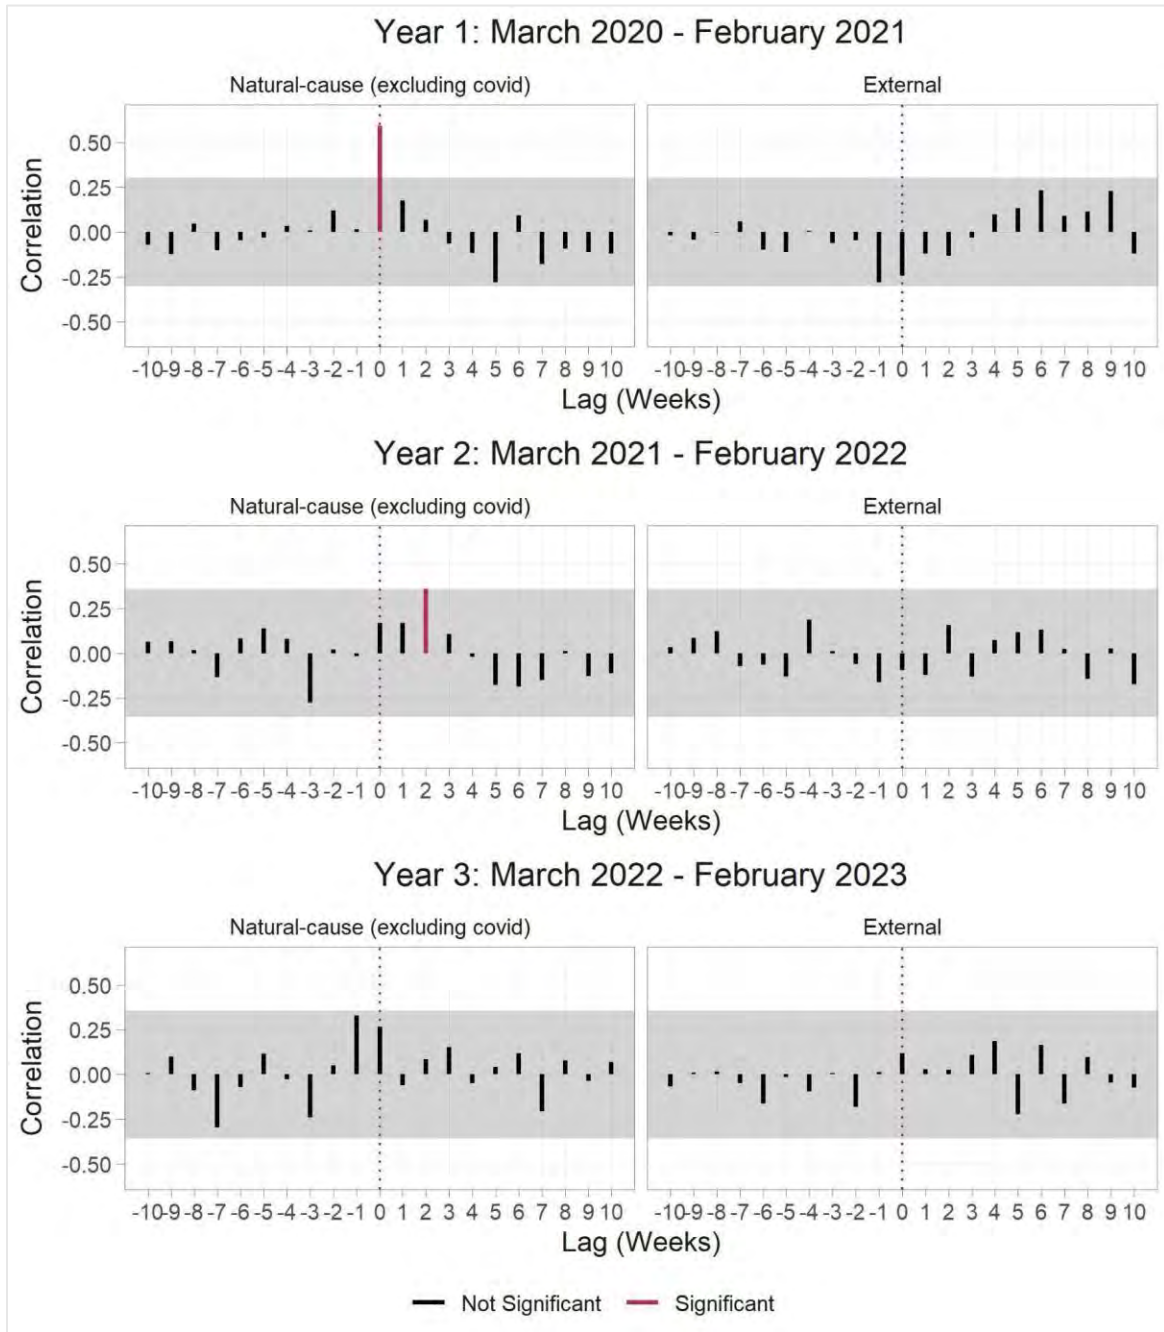 Year 1: March 2020 - February 2021
Natural-cause (excluding covid) External
Correlation
0.50
0.25
0.00
-0.25
-0.50
-10 -9 -8 -7 -6 -5 -4 -3 -2 -1 0 1 2 3 4 5 6 7 8 9 10 -10 -9 -8 -7 -6 -5 -4 -3 -2 -1 0 1 2 3 4 5 6 7 8 9 10
Lag (Weeks)
Year 2: March 2021 - February 2022
Natural-cause (excluding covid) External
Correlation
0.50
0.25
0.00
-0.25
-0.50
-10 -9 -8 -7 -6 -5 -4 -3 -2 -1 0 1 2 3 4 5 6 7 8 9 10 -10 -9 -8 -7 -6 -5 -4 -3 -2 -1 0 1 2 3 4 5 6 7 8 9 10
Lag (Weeks)
Year 3: March 2022 - February 2023
Natural-cause (excluding covid) External
Correlation
0.50
0.25
0.00
-0.25
-0.50
-10 -9 -8 -7 -6 -5 -4 -3 -2 -1 0 1 2 3 4 5 6 7 8 9 10 -10 -9 -8 -7 -6 -5 -4 -3 -2 -1 0 1 2 3 4 5 6 7 8 9 10
Lag (Weeks)
Not Significant Significant